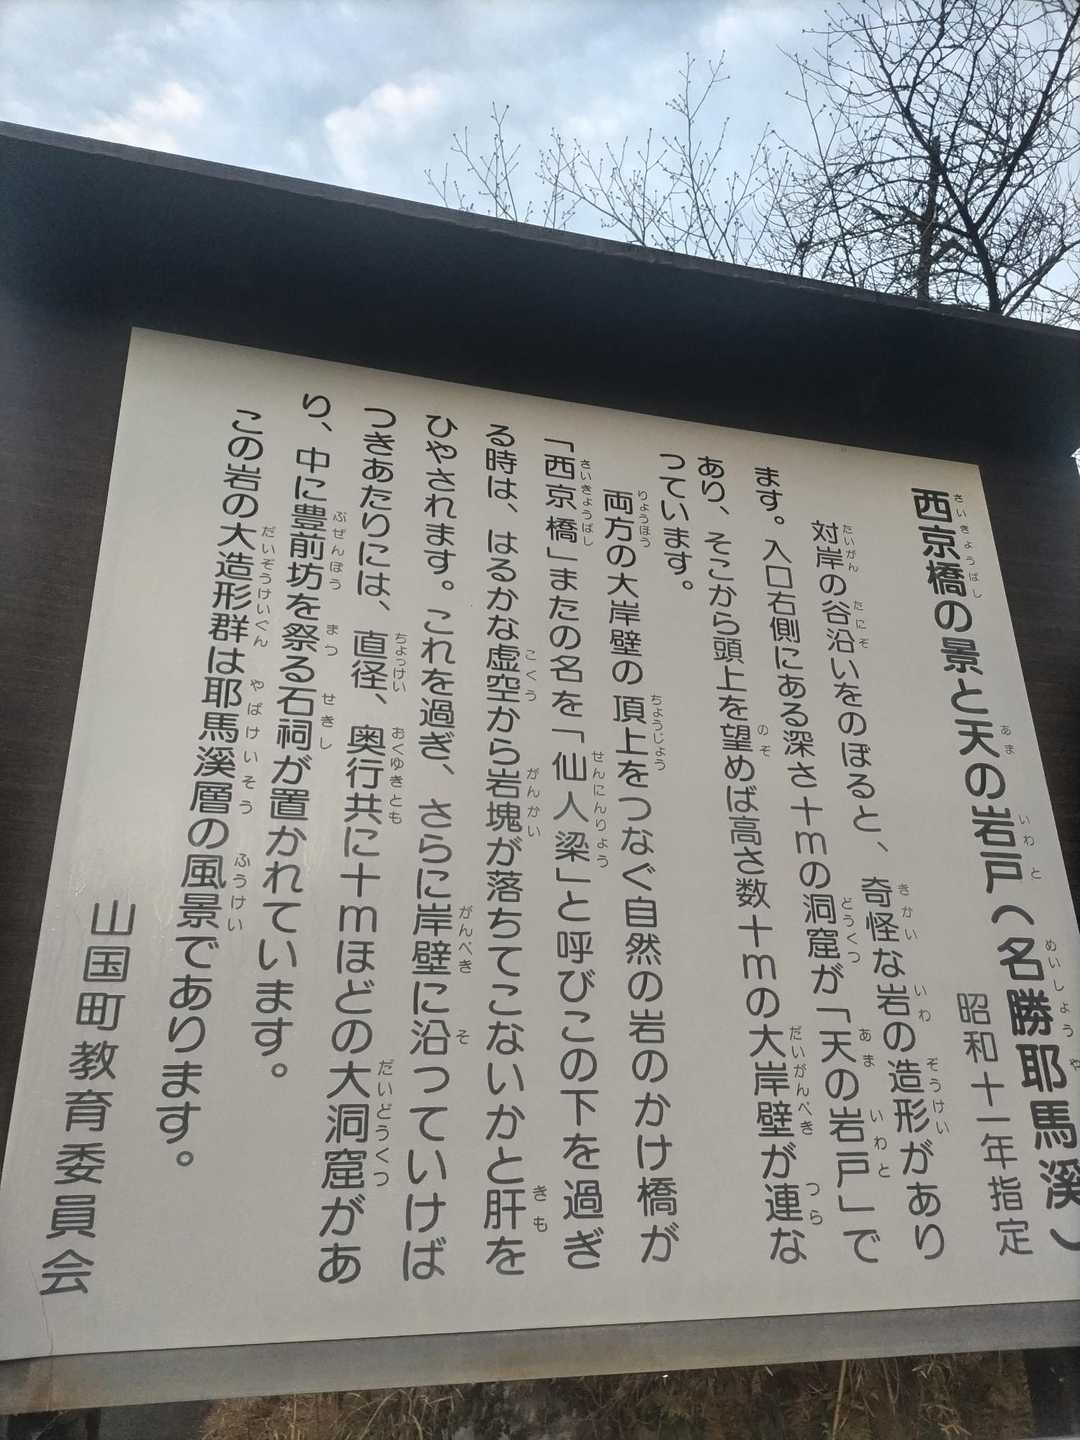 西京橋の景と天の岩戸(名勝耶馬溪)
昭和十一年指定
対岸の谷沿いをのぼると、奇怪な岩の造形があり
ます。入口右側にある深さ十mの洞窟が「天の岩戸」で
あり、そこから頭上を望めば高さ数十mの大岸壁が連な
っています。
両方の大岸壁の頂上をつなぐ自然の岩のかけ橋が
「西京橋」またの名を「仙人梁」と呼びこの下を過ぎ
る時は、はるかな虚空から岩塊が落ちてこないかと肝を
ひやされます。これを過ぎ、さらに岸壁に沿っていけば
つきあたりには、直径、奥行共に十mほどの大洞窟があ
り、中に豊前坊を祭る石祠が置かれています。
この岩の大造形群は耶馬溪層の風景であります。
山国町教育委員会